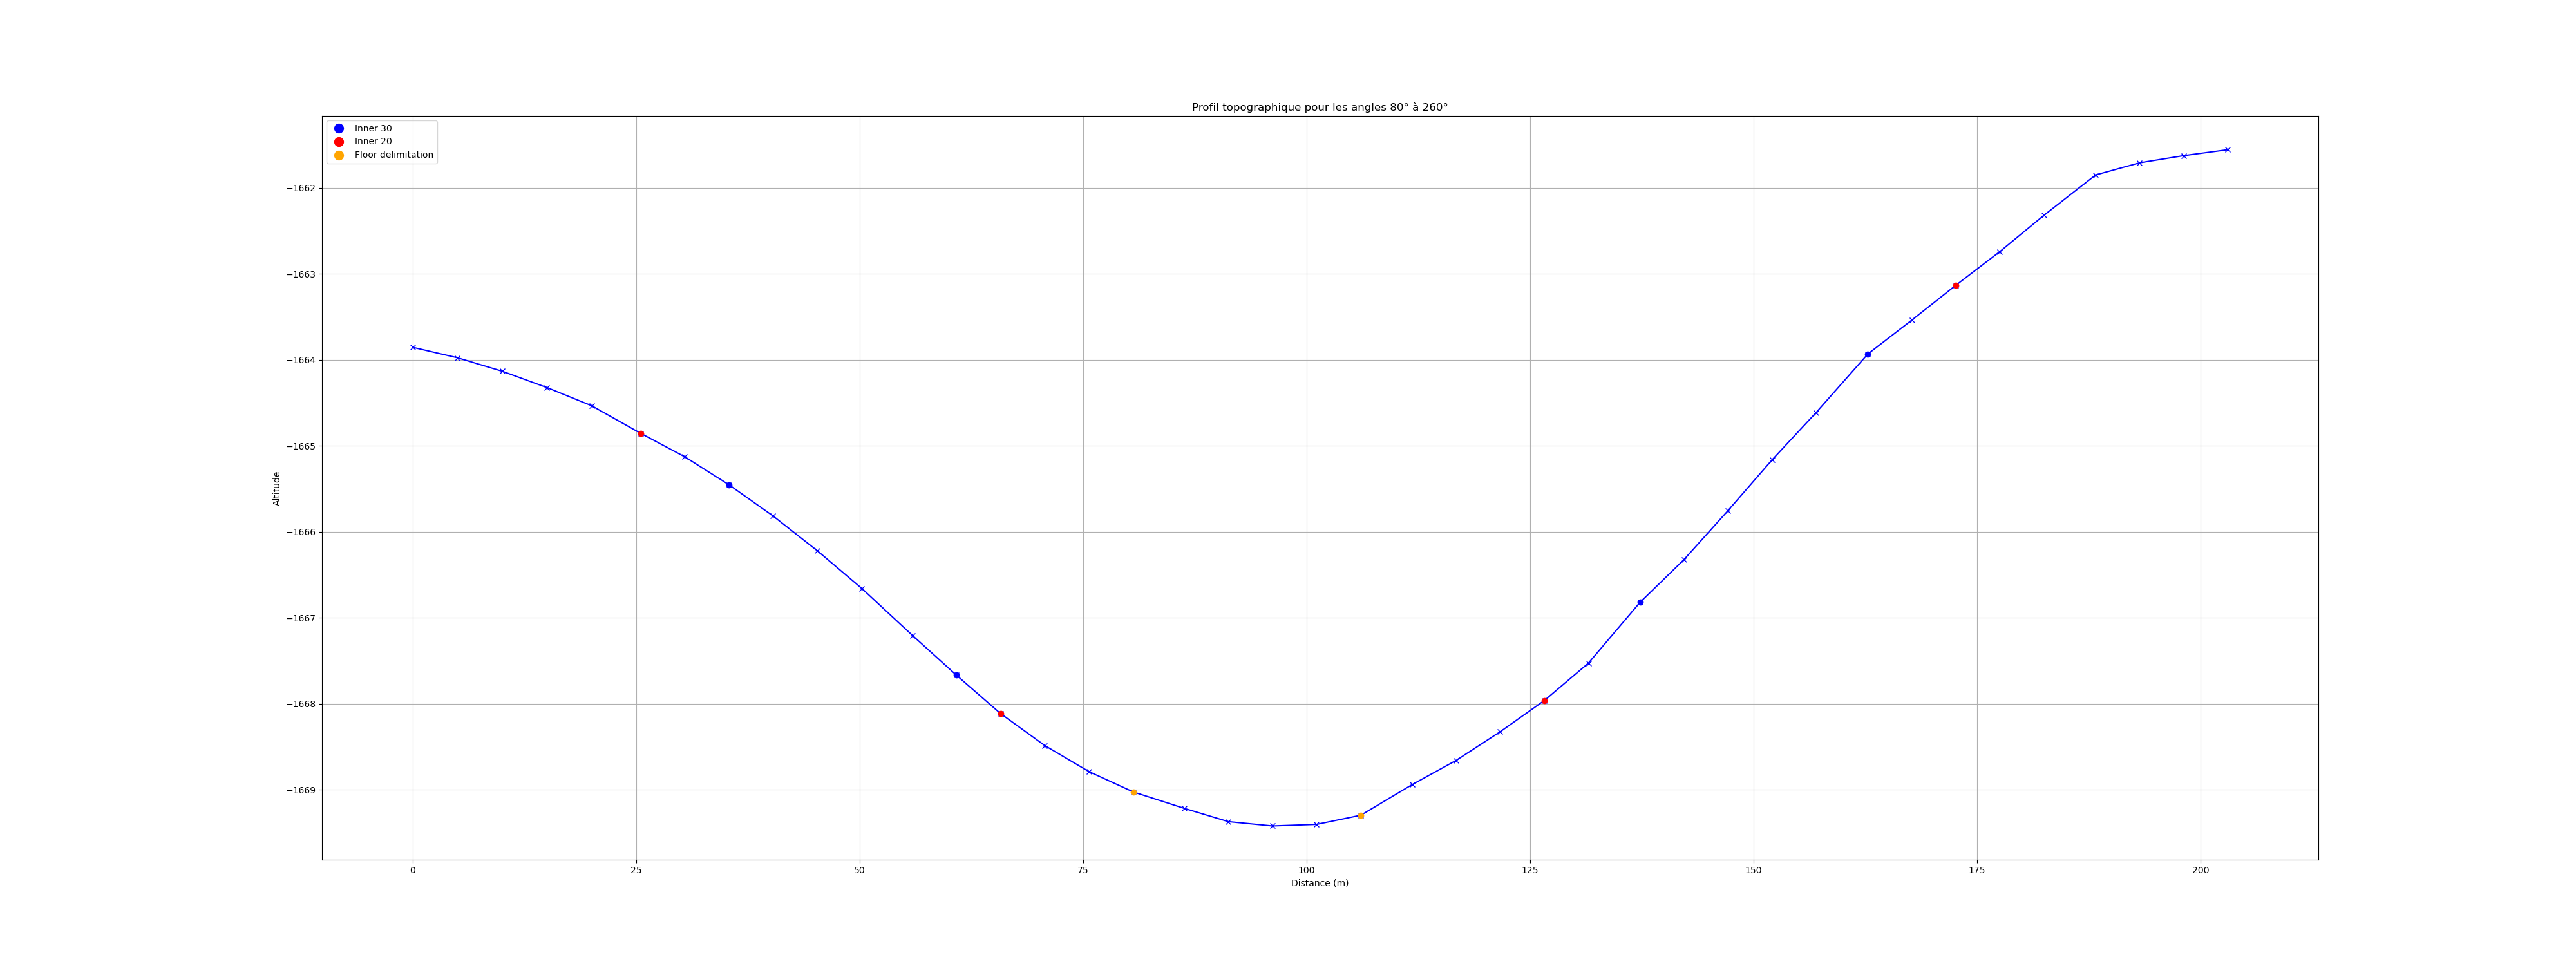 Profil topographique pour les angles 80° à 260°
Inner 30
Inner 20
Floor delimitation
−1662
−1663
−1664
−1665
−1666
−1667
−1668
−1669
Altitude
0 25 50 75 100 125 150 175 200
Distance (m)